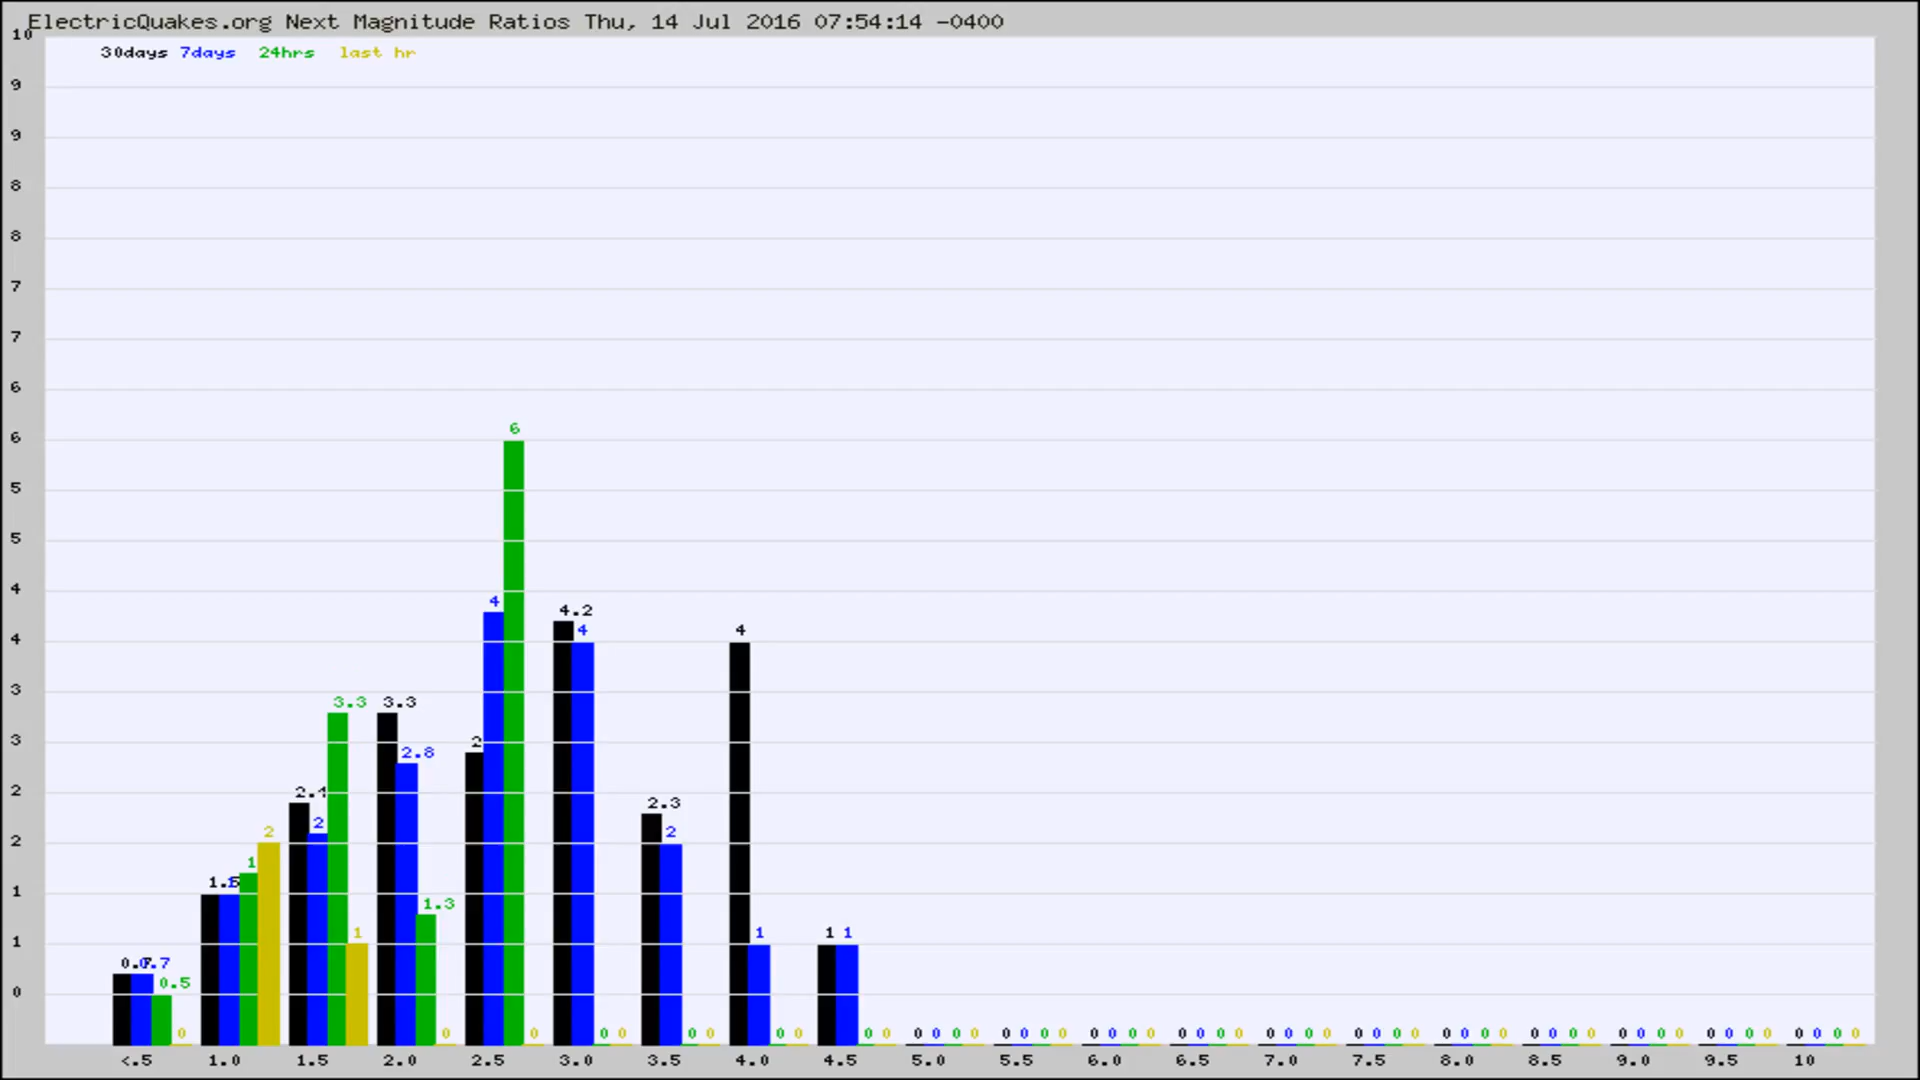 ElectricQuakes.org Next Magnitude Ratios Thu, 14 Jul 2016 07:54:14 -0400
10
30days 7days 24hrs last hr
9
9
8
8
7
7
6
6
6
5
5
4
4 4.2
4 4 4
3
3.3 3.3
3 2 2.8
2 2.4 2.3
2 2 2 2
1 1.5 1
1.3
1 1 1 1 1
0.7 0.7
0 0.5
0 0 0 0 0 0 0 0 0 0 0 0 0 0 0 0 0 0 0 0 0 0 0 0 0 0 0 0 0 0 0 0 0 0 0 0 0 0 0 0 0 0 0 0 0 0 0 0 0 0 0 0 0 0 0
<.5 1.0 1.5 2.0 2.5 3.0 3.5 4.0 4.5 5.0 5.5 6.0 6.5 7.0 7.5 8.0 8.5 9.0 9.5 10